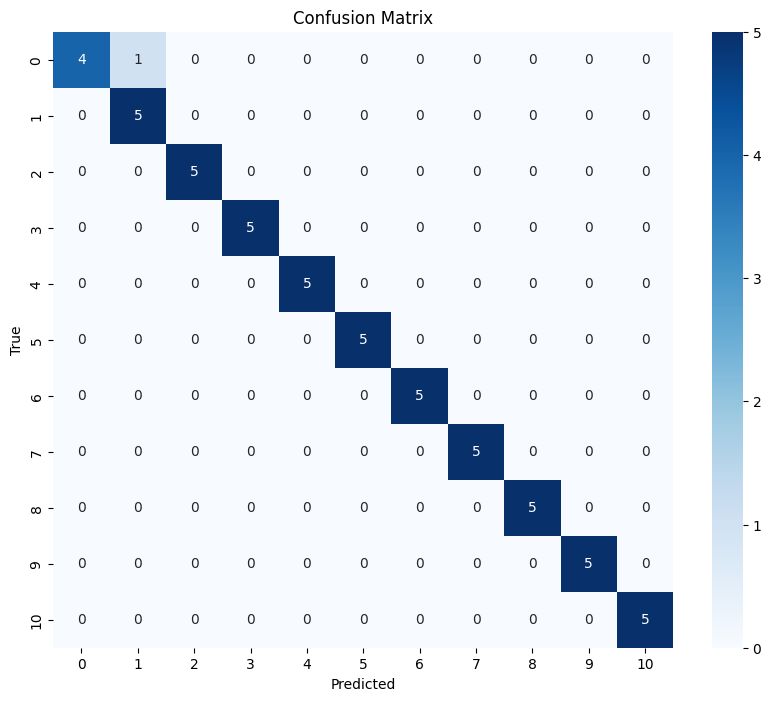 Confusion Matrix
0 4 1 0 0 0 0 0 0 0 0 0
1 0 5 0 0 0 0 0 0 0 0 0
2 0 0 5 0 0 0 0 0 0 0 0
3 0 0 0 5 0 0 0 0 0 0 0
4 0 0 0 0 5 0 0 0 0 0 0
5 0 0 0 0 0 5 0 0 0 0 0
6 0 0 0 0 0 0 5 0 0 0 0
7 0 0 0 0 0 0 0 5 0 0 0
8 0 0 0 0 0 0 0 0 5 0 0
9 0 0 0 0 0 0 0 0 0 5 0
10 0 0 0 0 0 0 0 0 0 0 5
True
0 1 2 3 4 5 6 7 8 9 10
Predicted
5
4
3
2
1
0